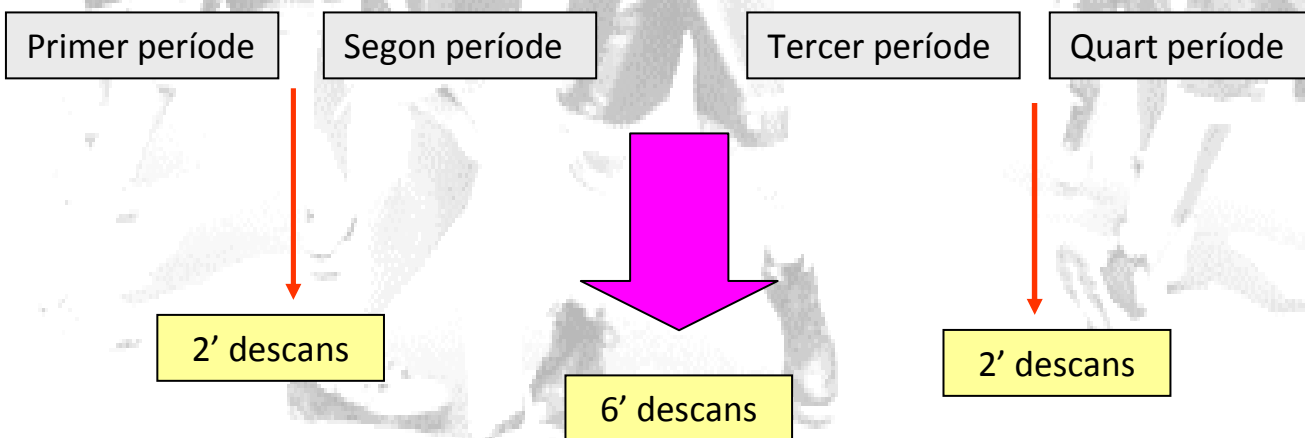 Primer període
Segon període
Tercer període
Quart període
2’ descans
6’ descans
2’ descans